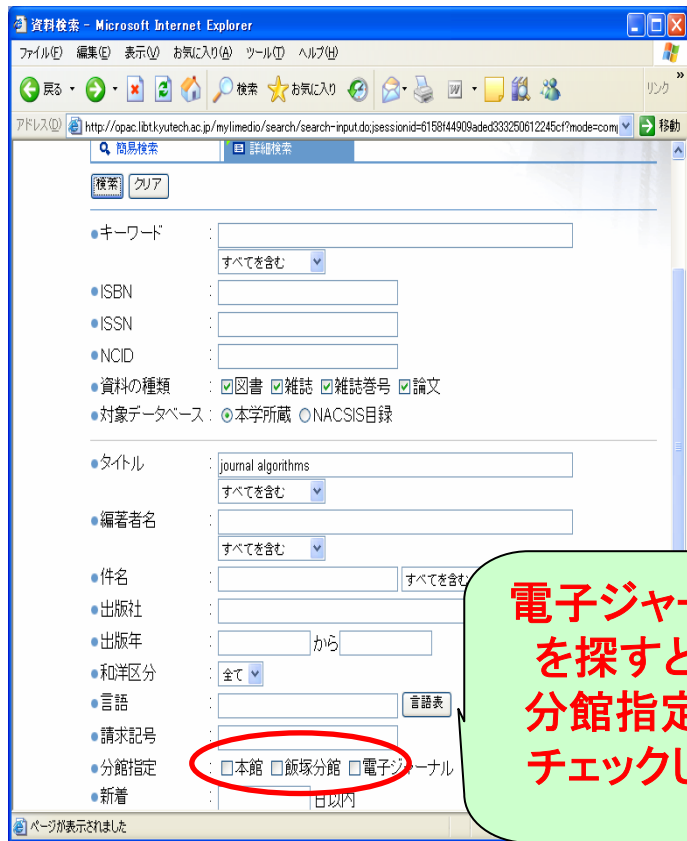 資料検索 - Microsoft Internet Explorer
ファイル(F) 編集(E) 表示(V) お気に入り(A) ツール(T) ヘルプ(H)
戻る 検索 お気に入り リンク »
アドレス(D) http://opac.libt.kyutech.ac.jp/mylimedio/search/search-input.do;jsessionid=6158f44909aded333250612245cf?mode=comp 移動
簡易検索 詳細検索
検索 クリア
キーワード :
すべてを含む
ISBN :
ISSN :
NCID :
資料の種類 : 図書 雑誌 雑誌巻号 論文
対象データベース : 本学所蔵 NACSIS目録
タイトル : journal algorithms
すべてを含む
編著者名 :
すべてを含む
件名 : すべてを含む
出版社 :
出版年 : から
和洋区分 : 全て
言語 : 言語表
請求記号 :
分館指定 : 本館 飯塚分館 電子ジャーナル
新着 : 日以内
電子ジャー
を探すと
分館指定
チェックし
ページが表示されました